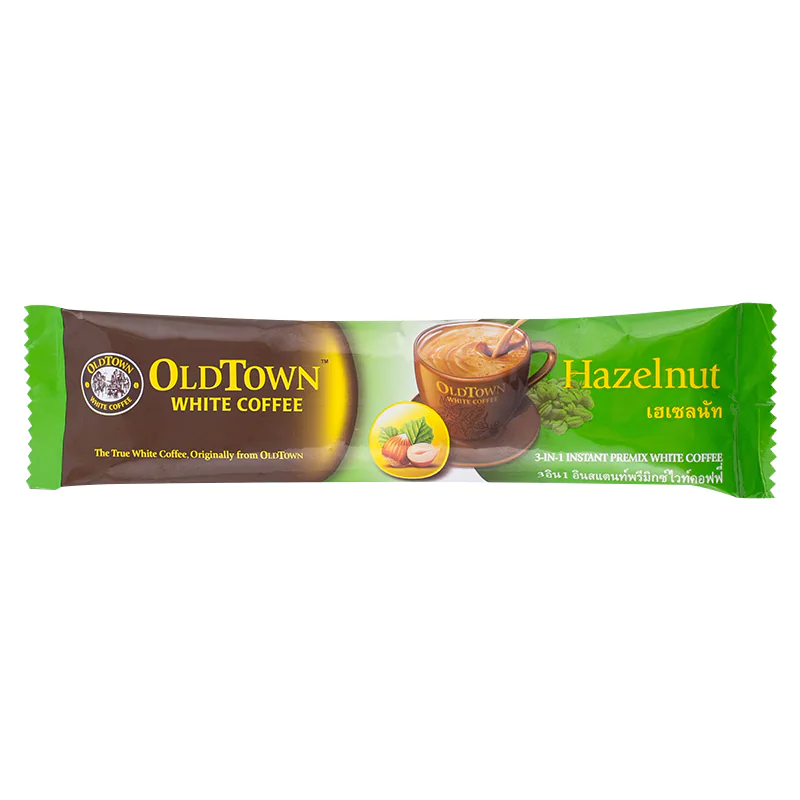 OLDTOWN
WHITE COFFEE
OLDTOWN™
WHITE COFFEE
The True White Coffee, Originally from OLDTOWN
OLDTOWN
WHITE COFFEE
Hazelnut
เฮเซลนัท
3-IN-1 INSTANT PREMIX WHITE COFFEE
3อิน1 อินสแตนท์พรีมิกซ์ไวท์คอฟฟี่